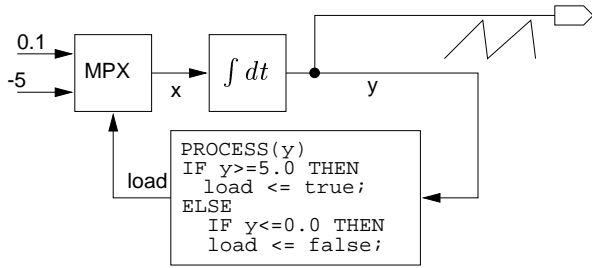 0.1
-5
MPX
x
∫ dt
y
load
PROCESS(y)
IF y>=5.0 THEN
load <= true;
ELSE
IF y<=0.0 THEN
load <= false;